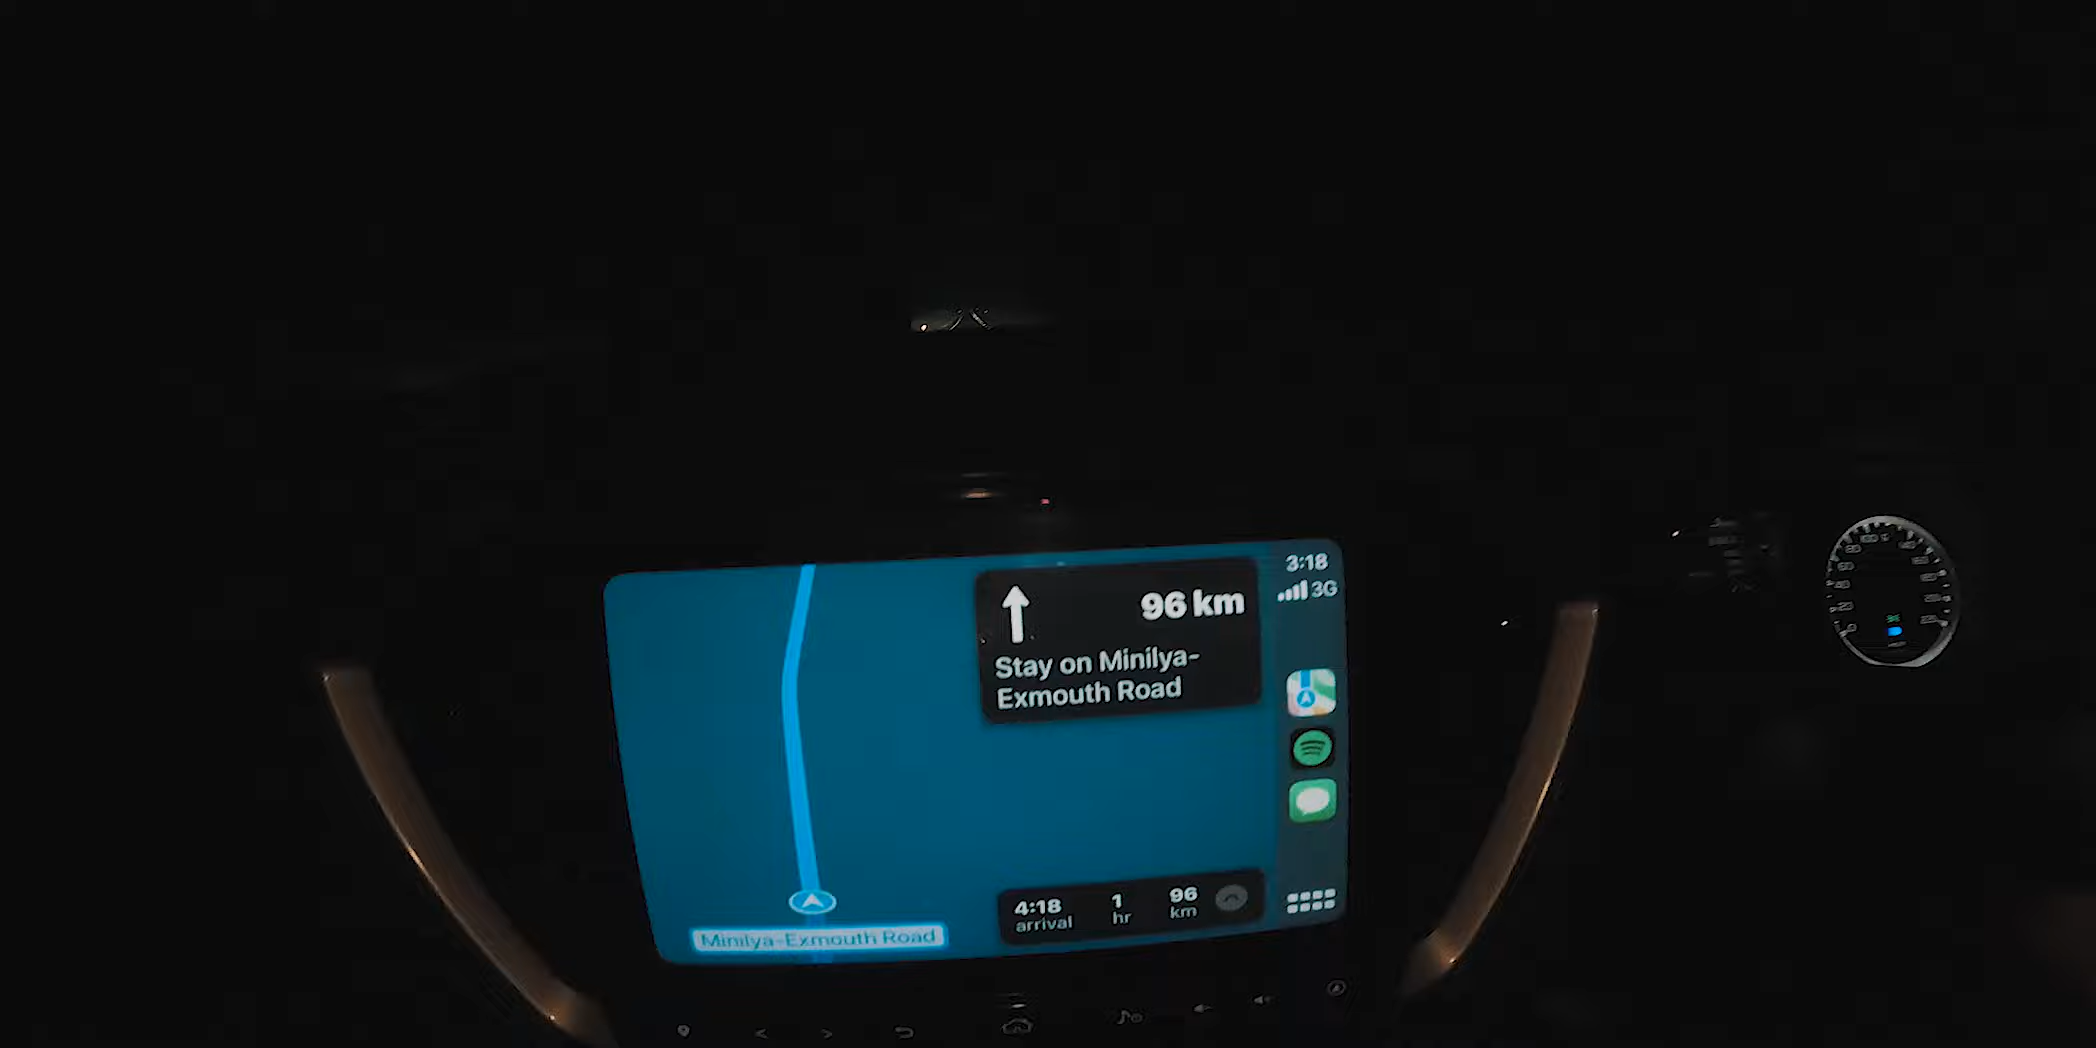 3:18
3G
96 km
Stay on Minilya-
Exmouth Road
4:18 1 96
arrival hr km
Minilya-Exmouth Road